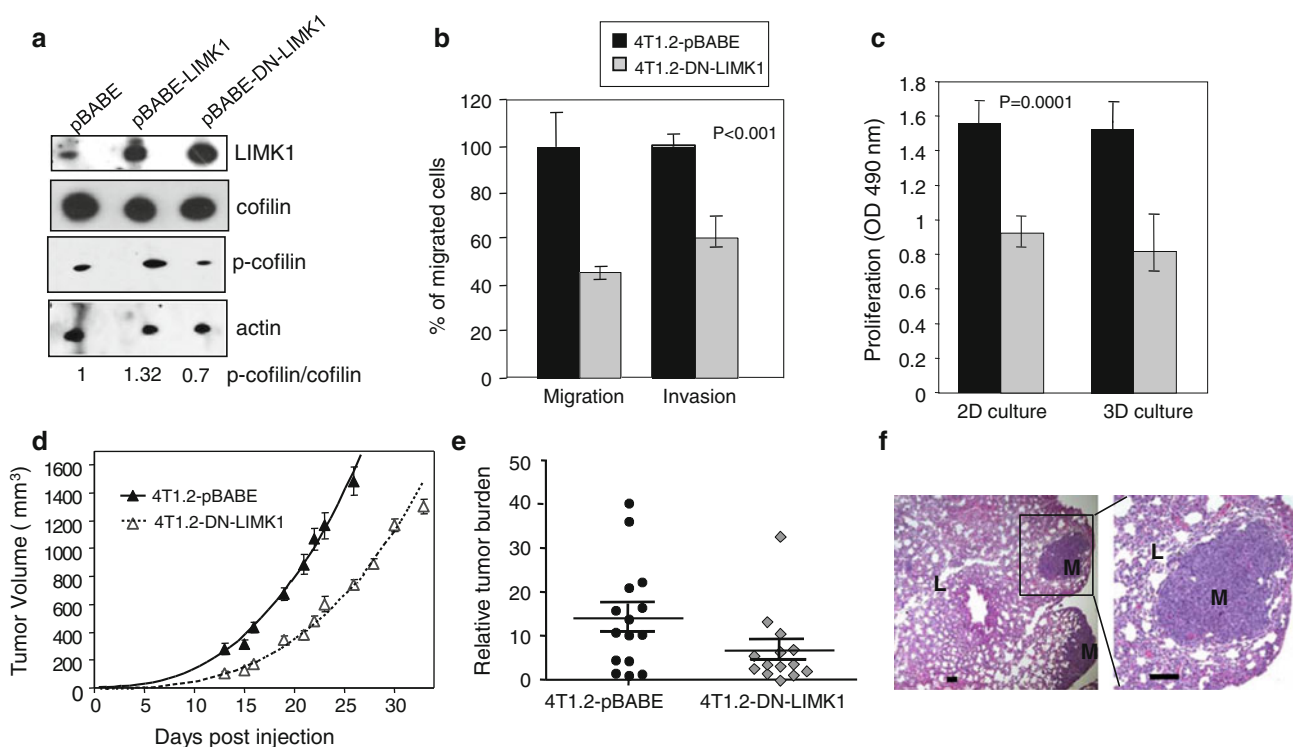 a
pBABE
pBABE-LIMK1
pBABE-DN-LIMK1
LIMK1
cofilin
p-cofilin
actin
1 1.32 0.7 p-cofilin/cofilin
b
4T1.2-pBABE
4T1.2-DN-LIMK1
% of migrated cells
120
100
80
60
40
20
0
P<0.001
Migration Invasion
c
Proliferation (OD 490 nm)
1.8
1.6
1.4
1.2
1
0.8
0.6
0.4
0.2
0
P=0.0001
2D culture 3D culture
d
Tumor Volume ( mm³)
1600
1400
1200
1000
800
600
400
200
0
4T1.2-pBABE
4T1.2-DN-LIMK1
0 5 10 15 20 25 30
Days post injection
e
Relative tumor burden
50
40
30
20
10
0
4T1.2-pBABE 4T1.2-DN-LIMK1
f
L
M
M
L
M